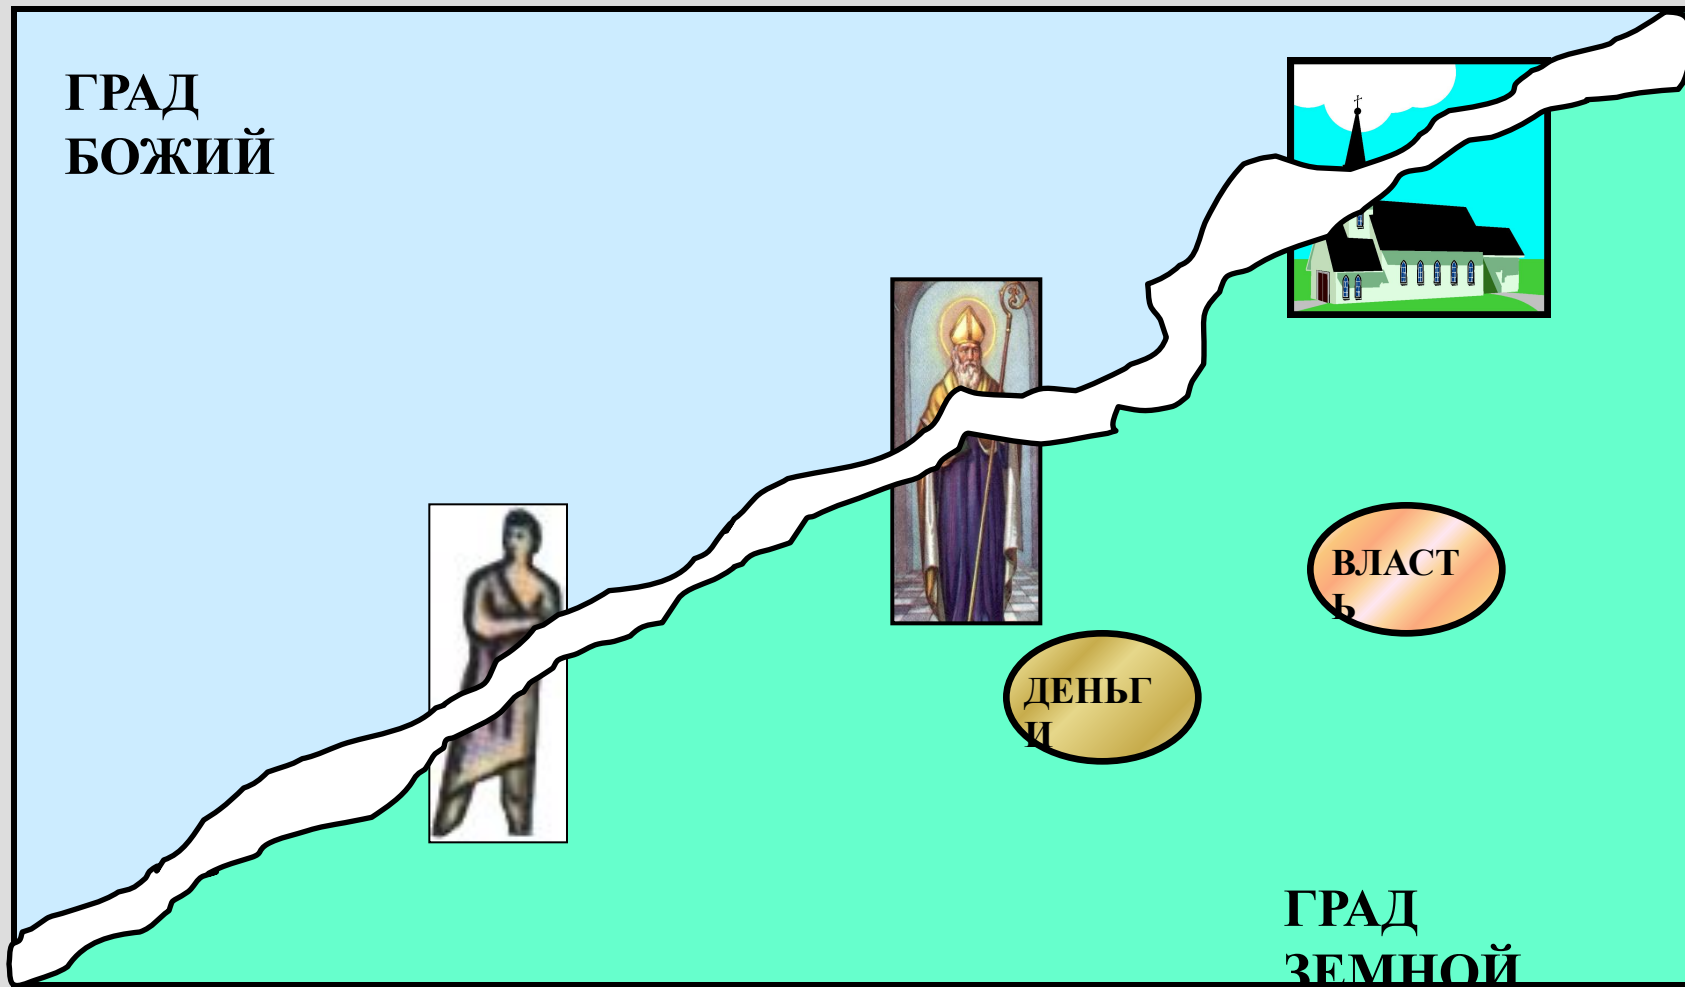 ГРАД
БОЖИЙ
ВЛАСТ
Ь
ДЕНЬГ
И
ГРАД
ЗЕМНОЙ